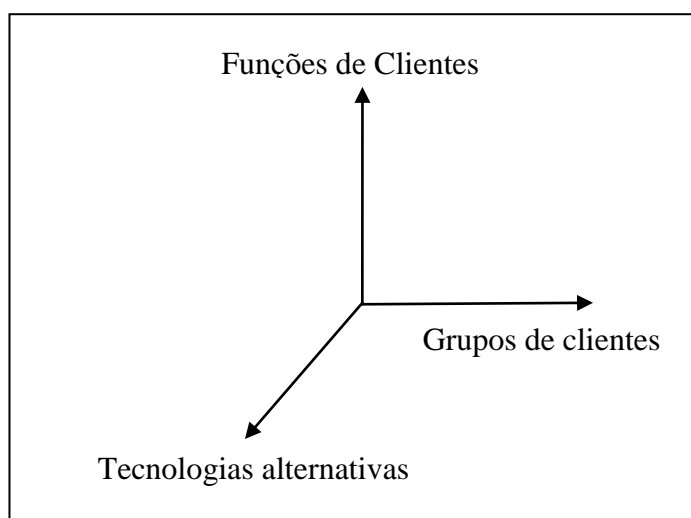 Funções de Clientes
Grupos de clientes
Tecnologias alternativas